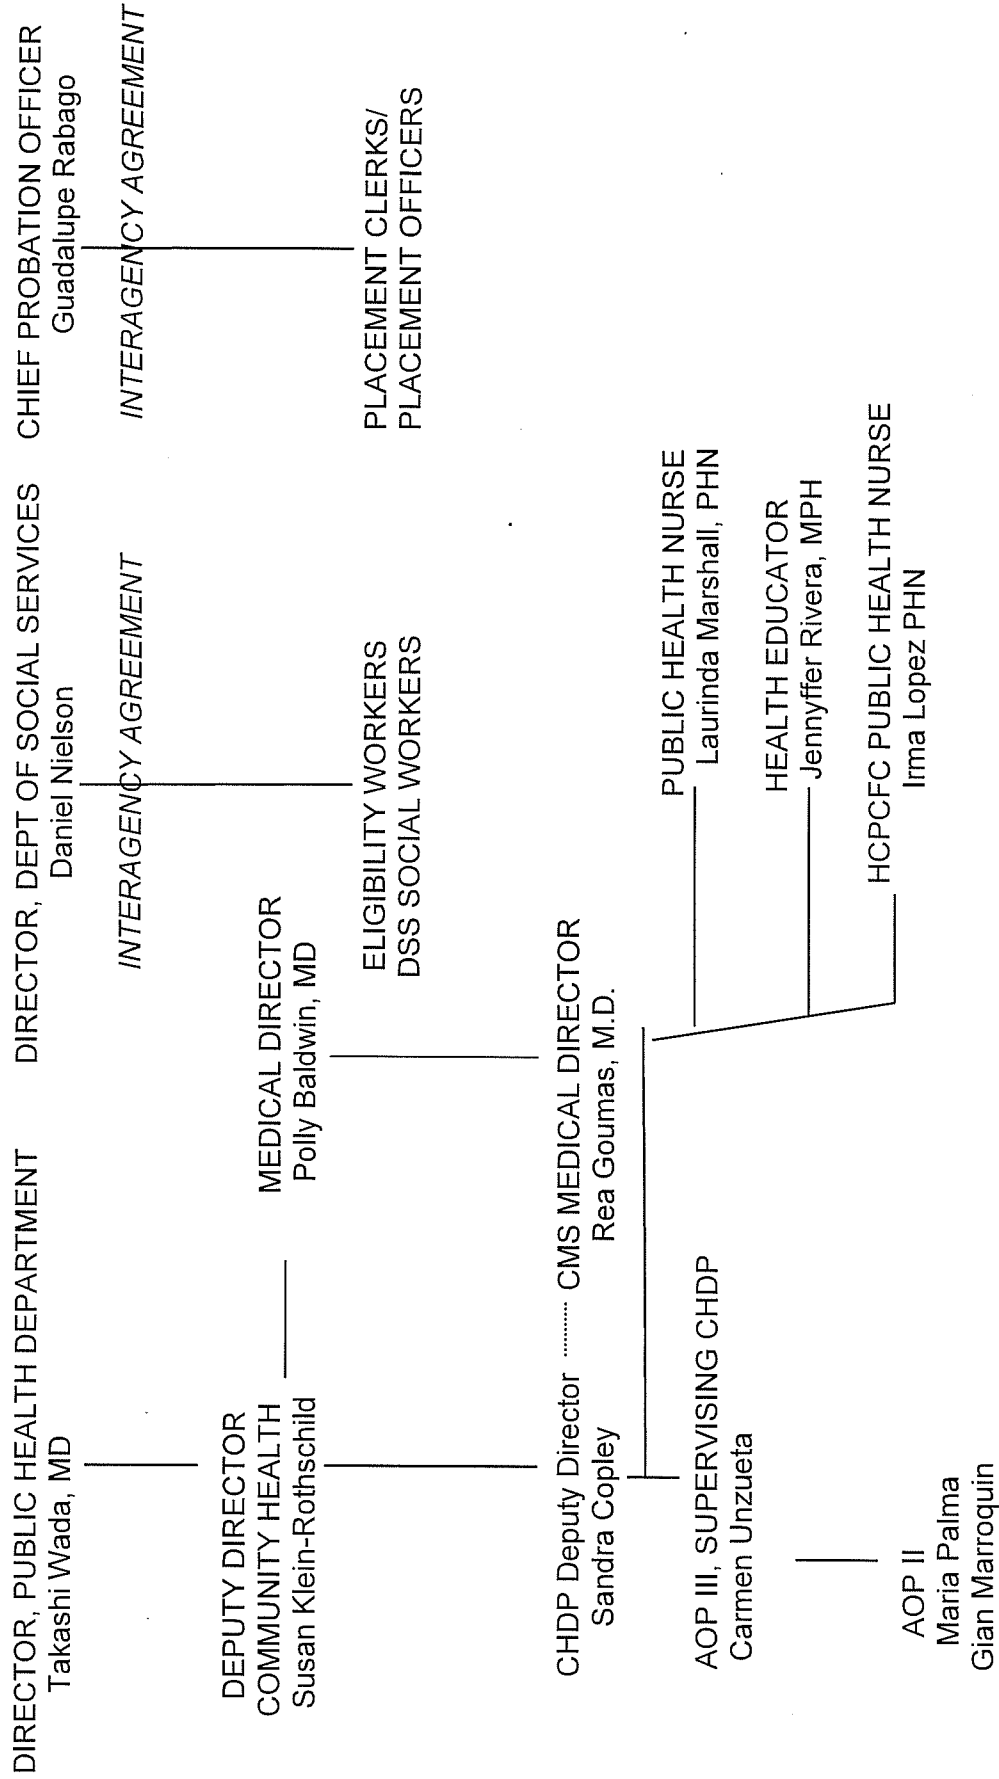 DIRECTOR, PUBLIC HEALTH DEPARTMENT
Takashi Wada, MD
DIRECTOR, DEPT OF SOCIAL SERVICES
Daniel Nielson
CHIEF PROBATION OFFICER
Guadalupe Rabago
INTERAGENCY AGREEMENT
INTERAGENCY AGREEMENT
DEPUTY DIRECTOR
COMMUNITY HEALTH
Susan Klein-Rothschild
MEDICAL DIRECTOR
Polly Baldwin, MD
ELIGIBILITY WORKERS
DSS SOCIAL WORKERS
PLACEMENT CLERKS/
PLACEMENT OFFICERS
CHDP Deputy Director .......... CMS MEDICAL DIRECTOR
Sandra Copley
Rea Goumas, M.D.
AOP III, SUPERVISING CHDP
Carmen Unzueta
PUBLIC HEALTH NURSE
Laurinda Marshall, PHN
HEALTH EDUCATOR
Jennyffer Rivera, MPH
HCPCFC PUBLIC HEALTH NURSE
Irma Lopez PHN
AOP II
Maria Palma
Gian Marroquin